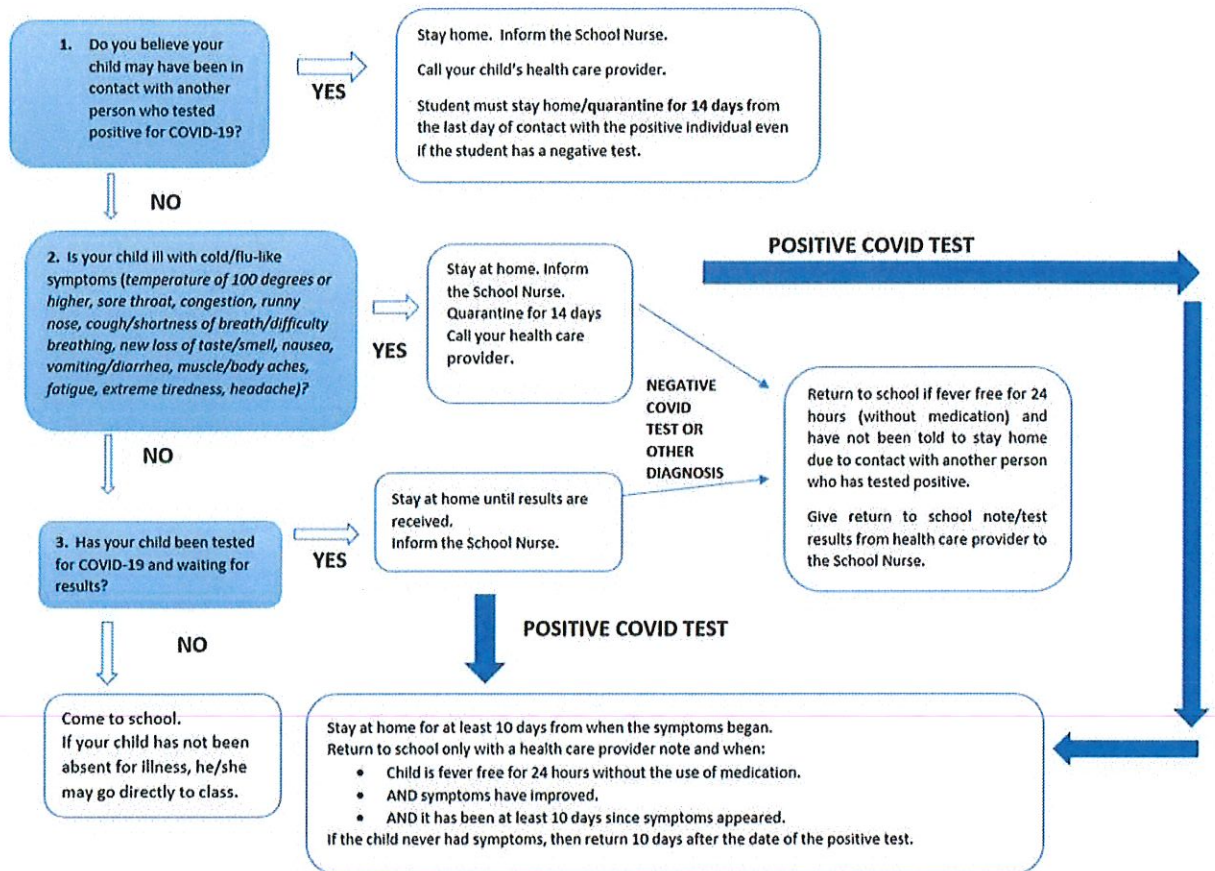 1. Do you believe your
child may have been in
contact with another
person who tested
positive for COVID-19?
YES
Stay home. Inform the School Nurse.
Call your child's health care provider.
Student must stay home/quarantine for 14 days from
the last day of contact with the positive individual even
if the student has a negative test.
NO
2. Is your child ill with cold/flu-like
symptoms (temperature of 100 degrees or
higher, sore throat, congestion, runny
nose, cough/shortness of breath/difficulty
breathing, new loss of taste/smell, nausea,
vomiting/diarrhea, muscle/body aches,
fatigue, extreme tiredness, headache)?
YES
Stay at home. Inform
the School Nurse.
Quarantine for 14 days
Call your health care
provider.
POSITIVE COVID TEST
NEGATIVE
COVID
TEST OR
OTHER
DIAGNOSIS
Return to school if fever free for 24
hours (without medication) and
have not been told to stay home
due to contact with another person
who has tested positive.
Give return to school note/test
results from health care provider to
the School Nurse.
NO
3. Has your child been tested
for COVID-19 and waiting for
results?
YES
Stay at home until results are
received.
Inform the School Nurse.
POSITIVE COVID TEST
NO
Come to school.
If your child has not been
absent for illness, he/she
may go directly to class.
Stay at home for at least 10 days from when the symptoms began.
Return to school only with a health care provider note and when:
• Child is fever free for 24 hours without the use of medication.
• AND symptoms have improved.
• AND it has been at least 10 days since symptoms appeared.
If the child never had symptoms, then return 10 days after the date of the positive test.